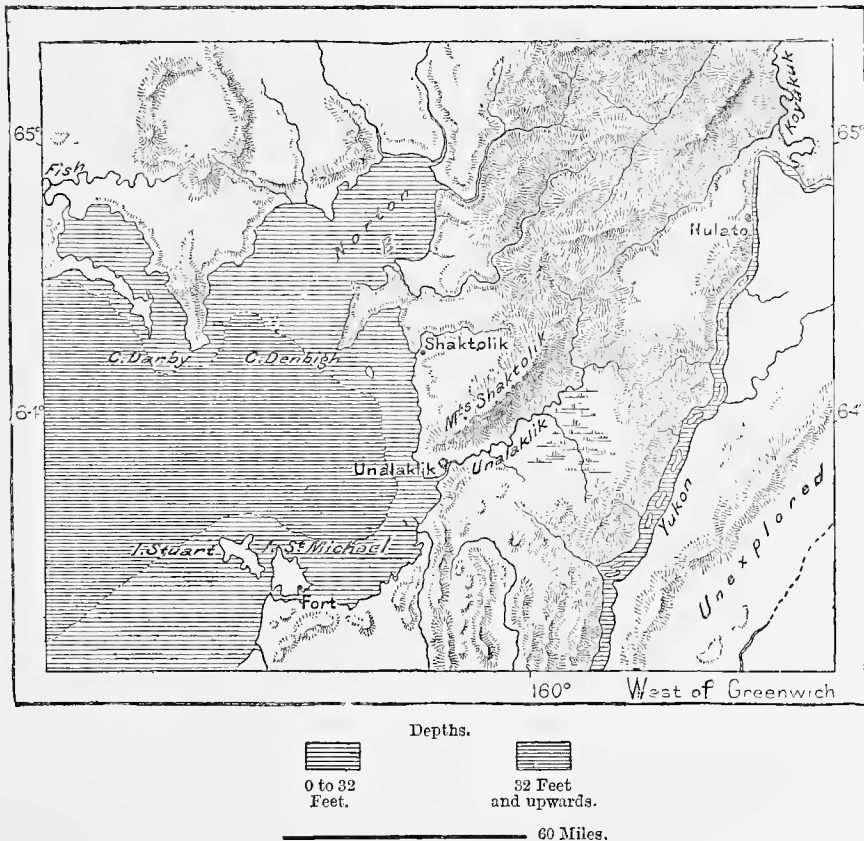 Koyukuk
65°
65°
Fish
Norton
Nulato
Shaktolik
C. Darby
C. Denbigh
Mts Shaktolik
64°
64°
Unalaklik
Unalaklik
Yukon
Unexplored
I. Stuart
I. St Michael
Fort
160°
West of Greenwich
Depths.
0 to 32
Feet.
32 Feet
and upwards.
60 Miles.